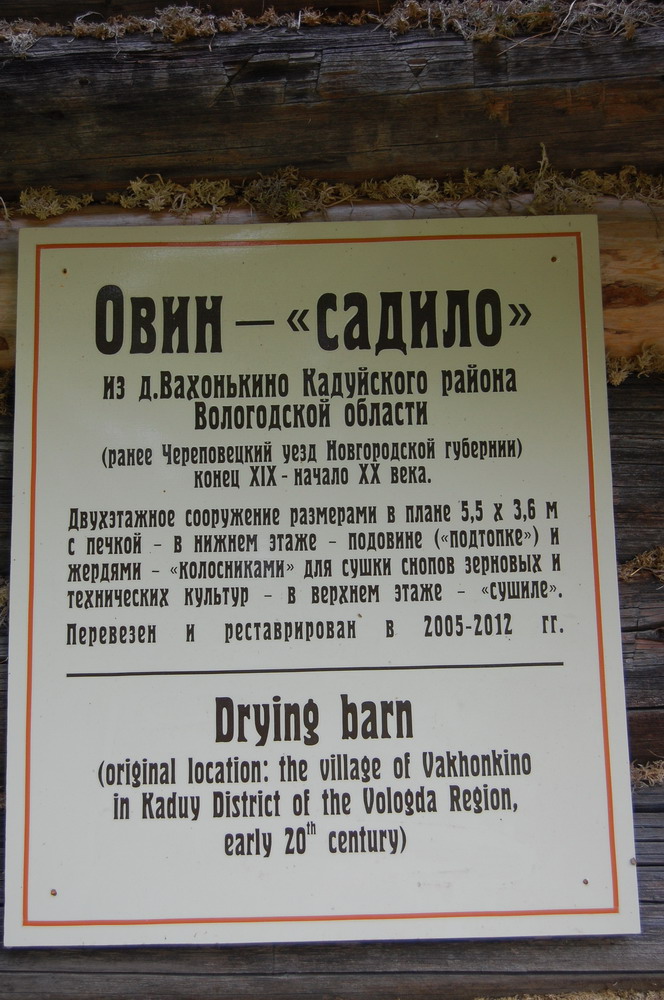 Овин – «садило»
из д.Вахонькино Кадуйского района
Вологодской области
(ранее Череповецкий уезд Новгородской губернии)
конец XIX - начало XX века.
Двухэтажное сооружение размерами в плане 5,5 х 3,6 м
с печкой - в нижнем этаже - подовине («подтопке») и
жердями - «колосниками» для сушки снопов зерновых и
технических культур - в верхнем этаже - «сушиле».
Перевезен и реставрирован в 2005-2012 гг.
Drying barn
(original location: the village of Vakhonkino
in Kaduy District of the Vologda Region,
early 20th century)